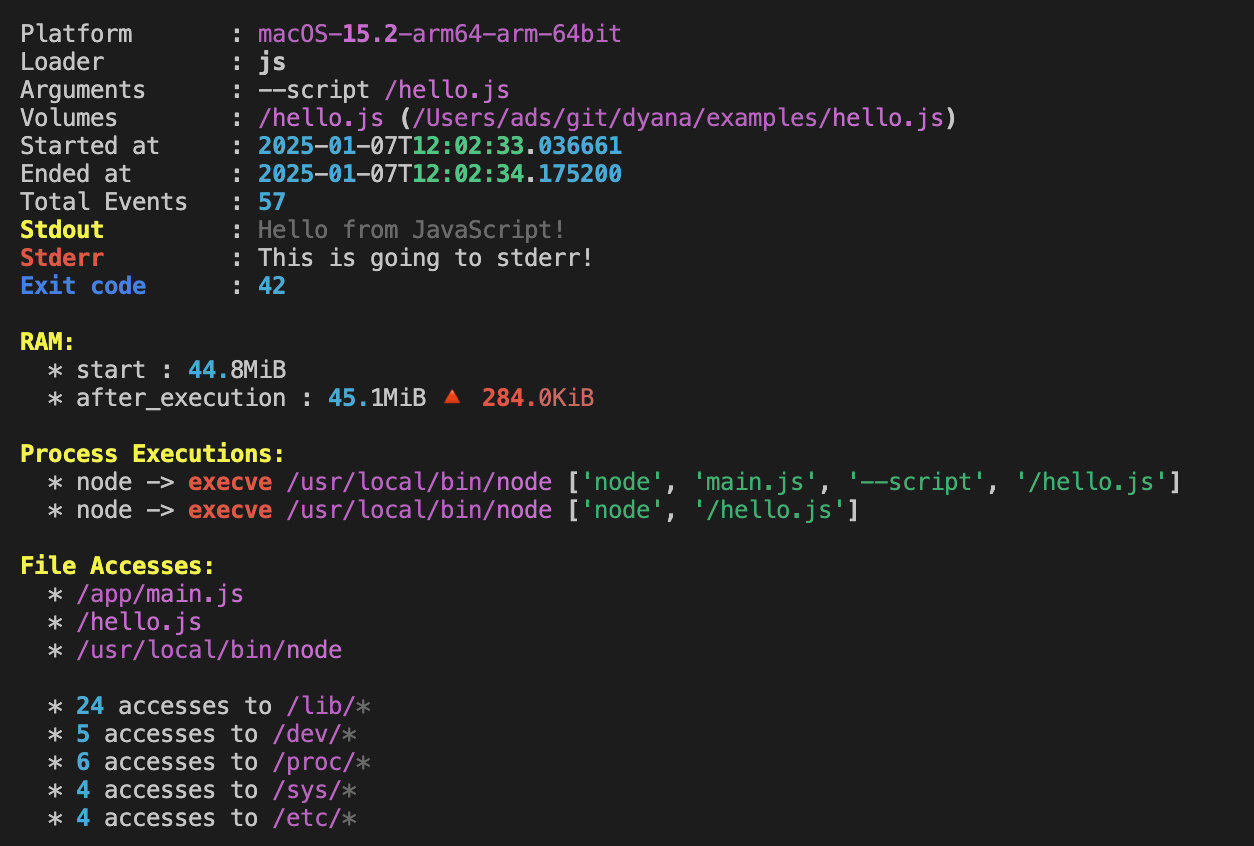 Platform       : macOS-15.2-arm64-arm-64bit
Loader         : js
Arguments      : --script /hello.js
Volumes        : /hello.js (/Users/ads/git/dyana/examples/hello.js)
Started at     : 2025-01-07T12:02:33.036661
Ended at       : 2025-01-07T12:02:34.175200
Total Events   : 57
Stdout         : Hello from JavaScript!
Stderr         : This is going to stderr!
Exit code      : 42

RAM:
  * start : 44.8MiB
  * after_execution : 45.1MiB 🔺 284.0KiB

Process Executions:
  * node -> execve /usr/local/bin/node ['node', 'main.js', '--script', '/hello.js']
  * node -> execve /usr/local/bin/node ['node', '/hello.js']

File Accesses:
  * /app/main.js
  * /hello.js
  * /usr/local/bin/node

  * 24 accesses to /lib/*
  * 5 accesses to /dev/*
  * 6 accesses to /proc/*
  * 4 accesses to /sys/*
  * 4 accesses to /etc/*